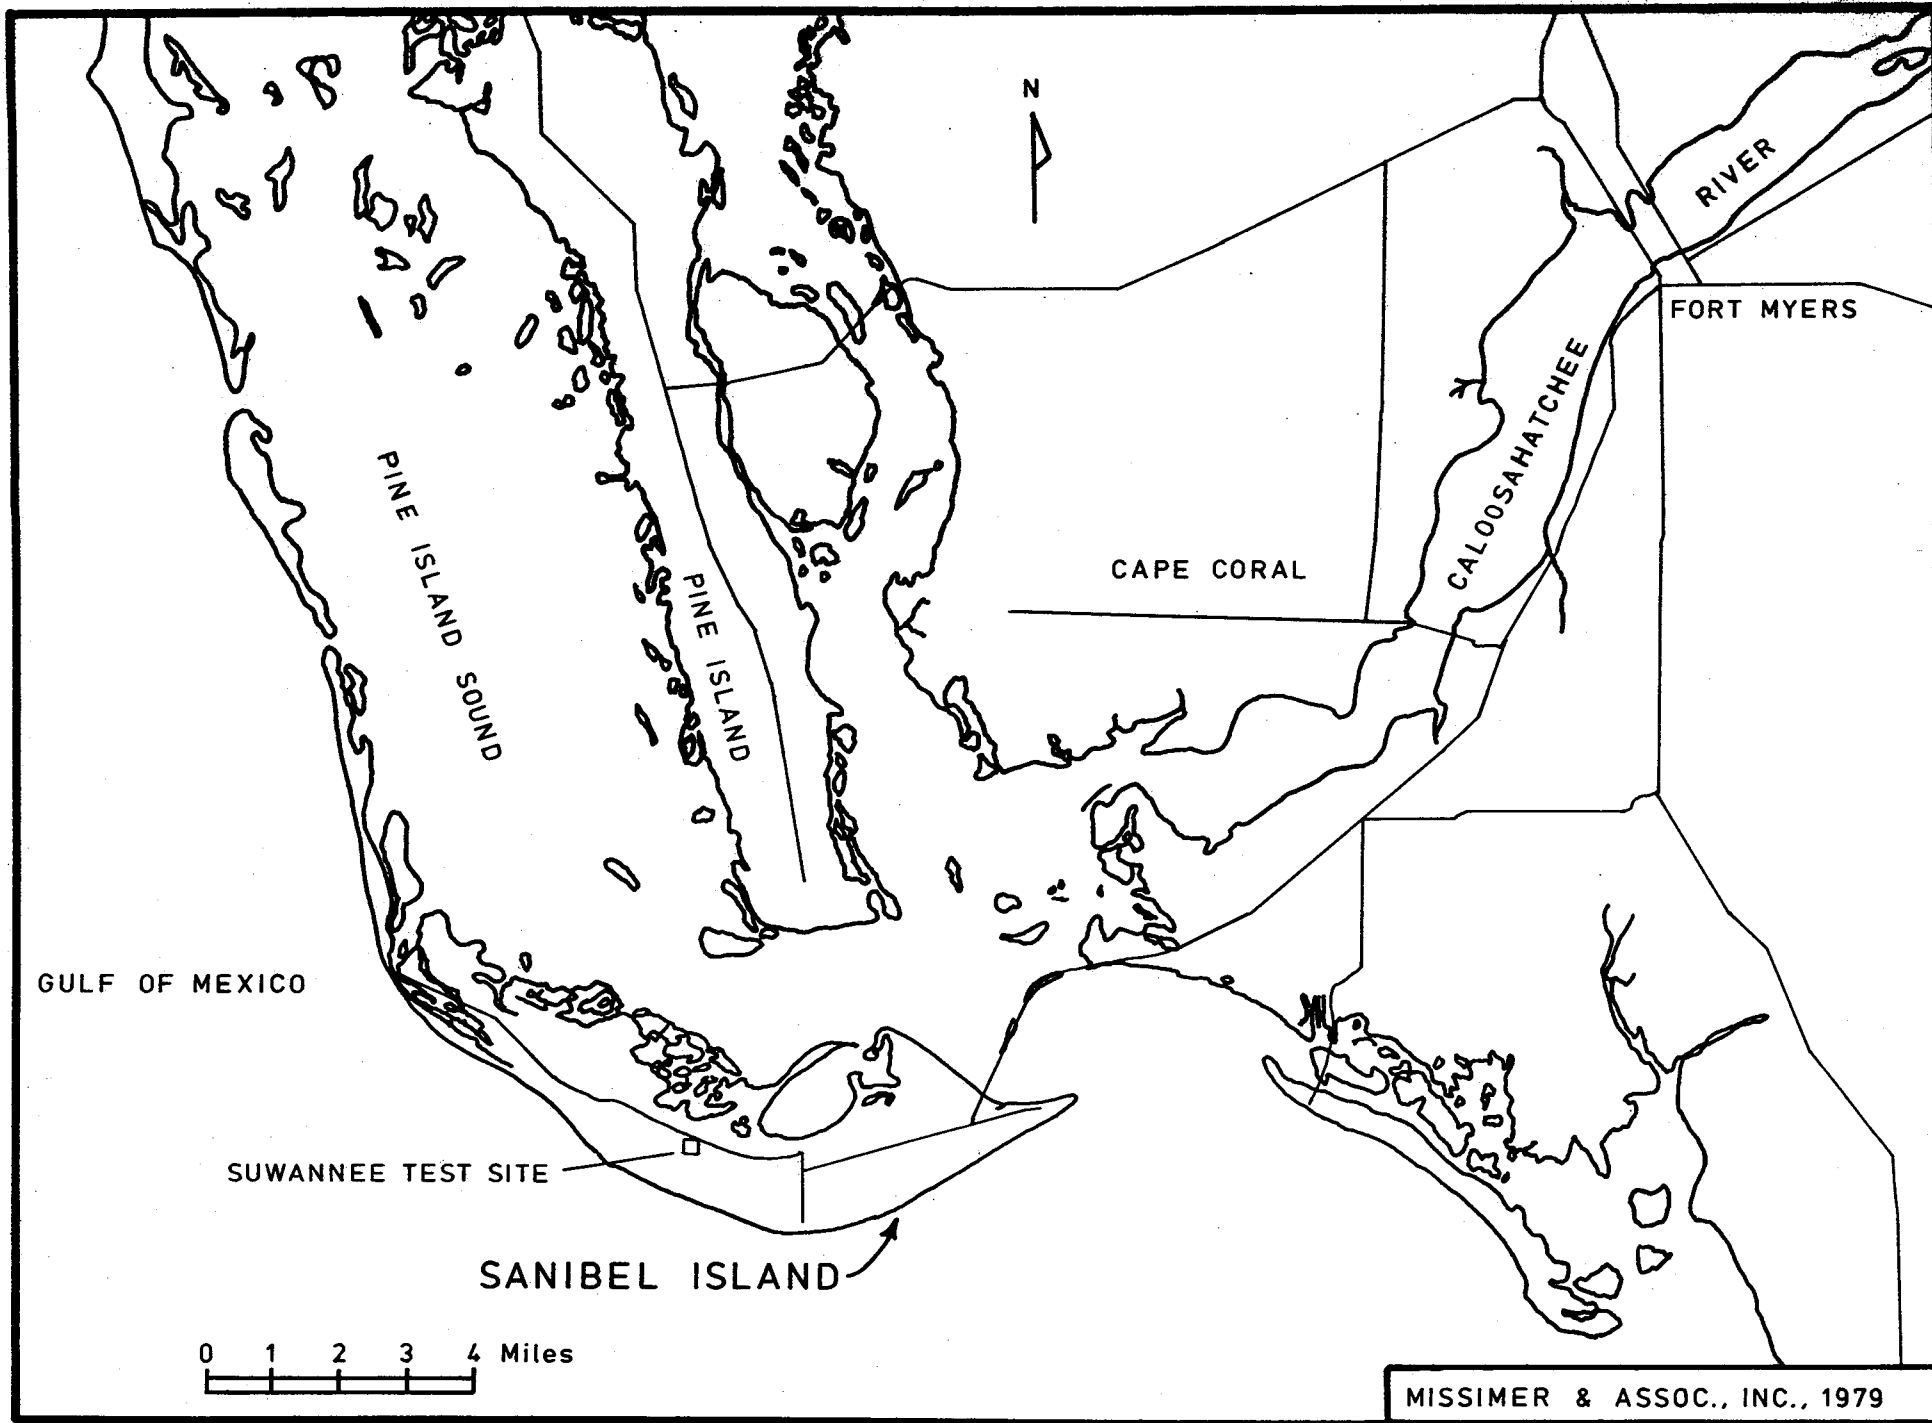 N
RIVER
FORT MYERS
CALOOSAHATCHEE
PINE ISLAND SOUND
PINE ISLAND
CAPE CORAL
GULF OF MEXICO
SUWANNEE TEST SITE
SANIBEL ISLAND
0 1 2 3 4 Miles
MISSIMER & ASSOC., INC., 1979